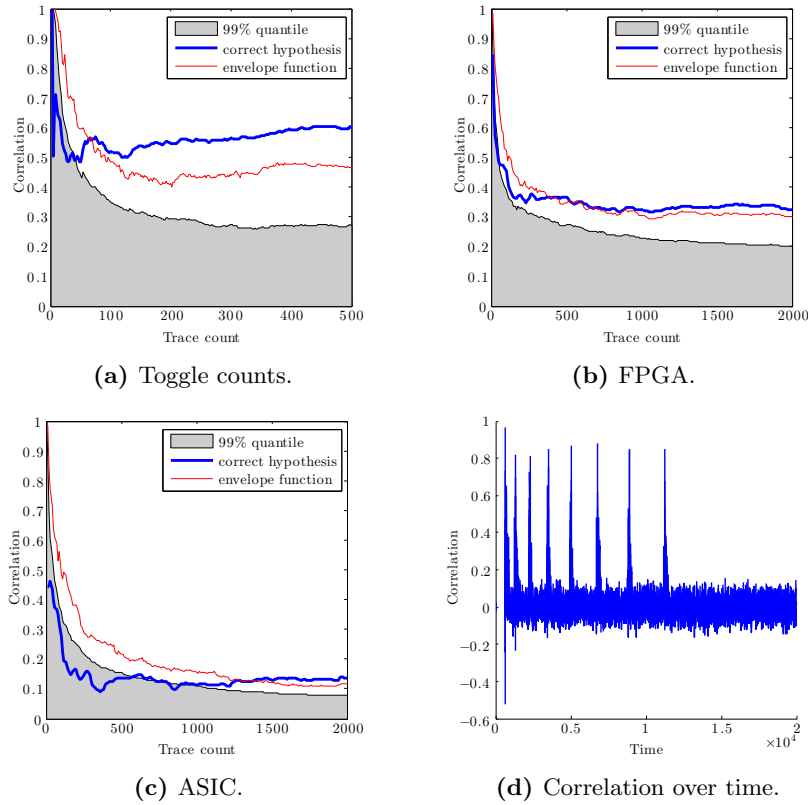 1
0.9
0.8
0.7
0.6
0.5
0.4
0.3
0.2
0.1
0
Correlation
0 100 200 300 400 500
Trace count
99% quantile
correct hypothesis
envelope function
(a) Toggle counts.
1
0.9
0.8
0.7
0.6
0.5
0.4
0.3
0.2
0.1
0
Correlation
0 500 1000 1500 2000
Trace count
99% quantile
correct hypothesis
envelope function
(b) FPGA.
1
0.9
0.8
0.7
0.6
0.5
0.4
0.3
0.2
0.1
0
Correlation
0 500 1000 1500 2000
Trace count
99% quantile
correct hypothesis
envelope function
(c) ASIC.
1
0.8
0.6
0.4
0.2
0
−0.2
−0.4
−0.6
Correlation
0 0.5 1 1.5 2
×10⁴
Time
(d) Correlation over time.